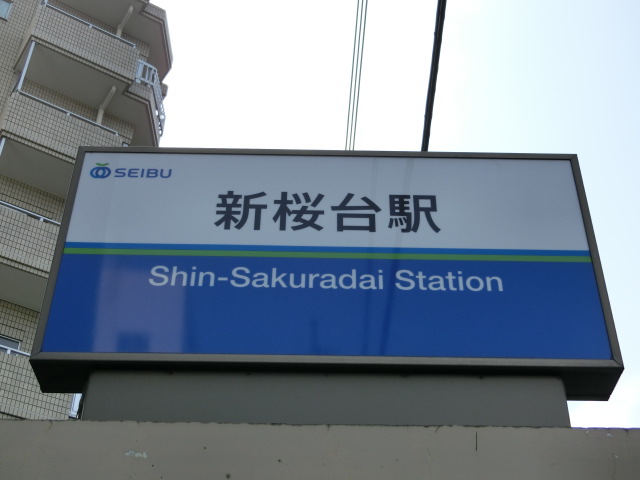 SEIBU
新桜台駅
Shin-Sakuradai Station